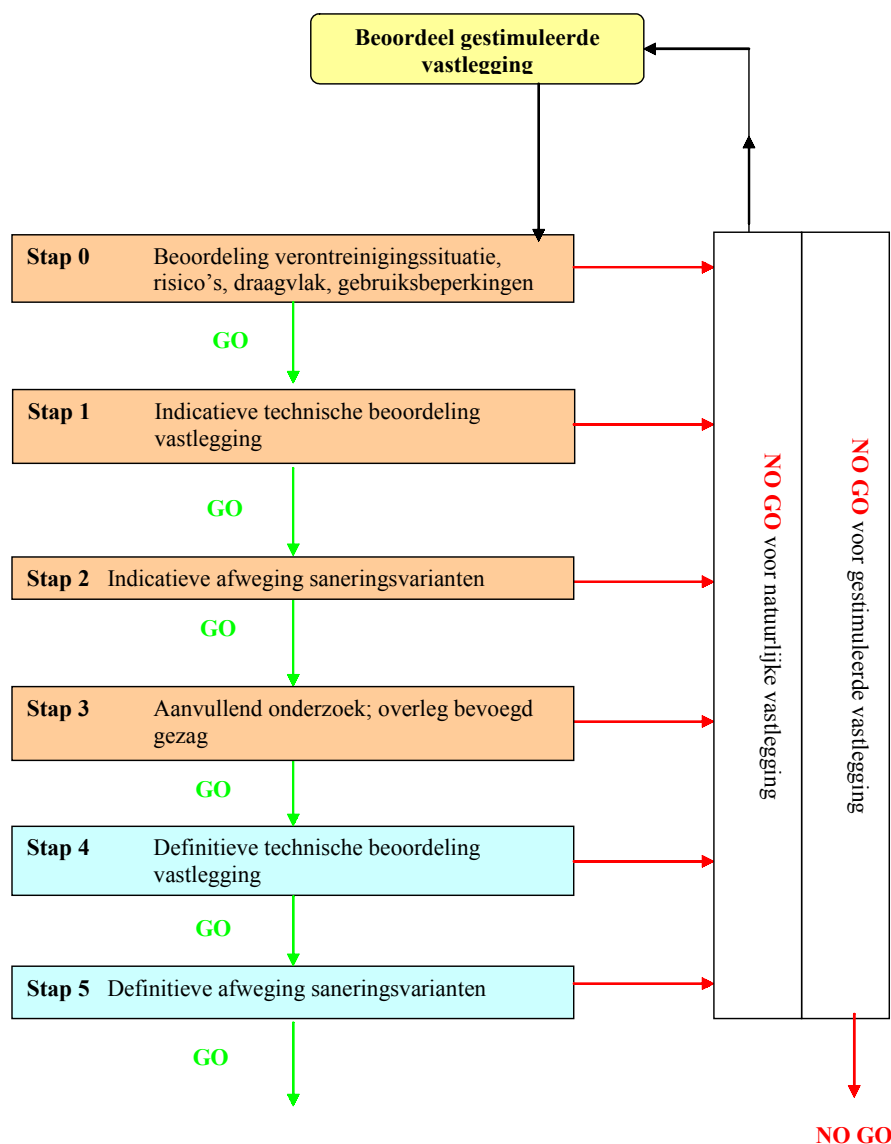 Beoordeel gestimuleerde
vastlegging
Stap 0 Beoordeling verontreinigingssituatie,
risico's, draagvlak, gebruiksbeperkingen
GO
Stap 1 Indicatieve technische beoordeling
vastlegging
GO
Stap 2 Indicatieve afweging saneringsvarianten
GO
Stap 3 Aanvullend onderzoek; overleg bevoegd
gezag
GO
Stap 4 Definitieve technische beoordeling
vastlegging
GO
Stap 5 Definitieve afweging saneringsvarianten
GO
NO GO voor natuurlijke vastlegging
NO GO voor gestimuleerde vastlegging
NO GO